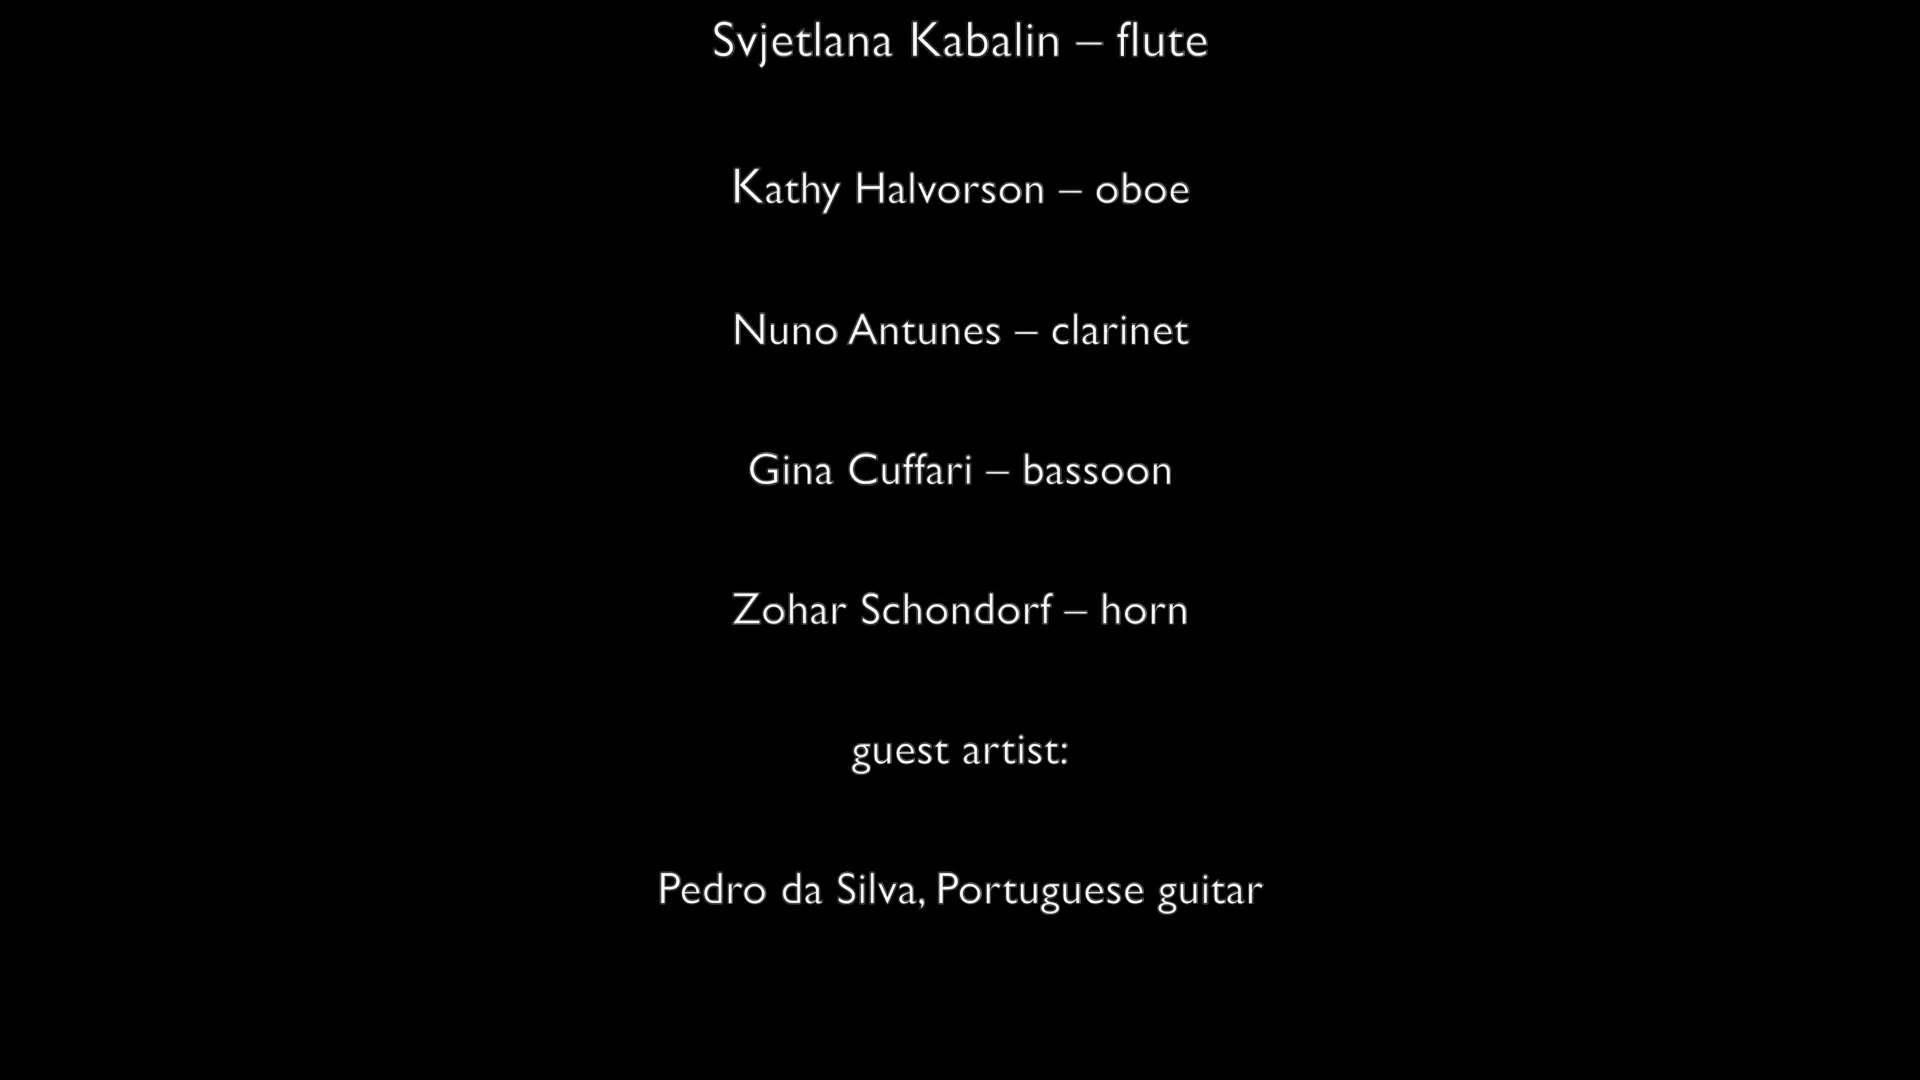 Svjetlana Kabalin – flute
Kathy Halvorson – oboe
Nuno Antunes – clarinet
Gina Cuffari – bassoon
Zohar Schondorf – horn
guest artist:
Pedro da Silva, Portuguese guitar